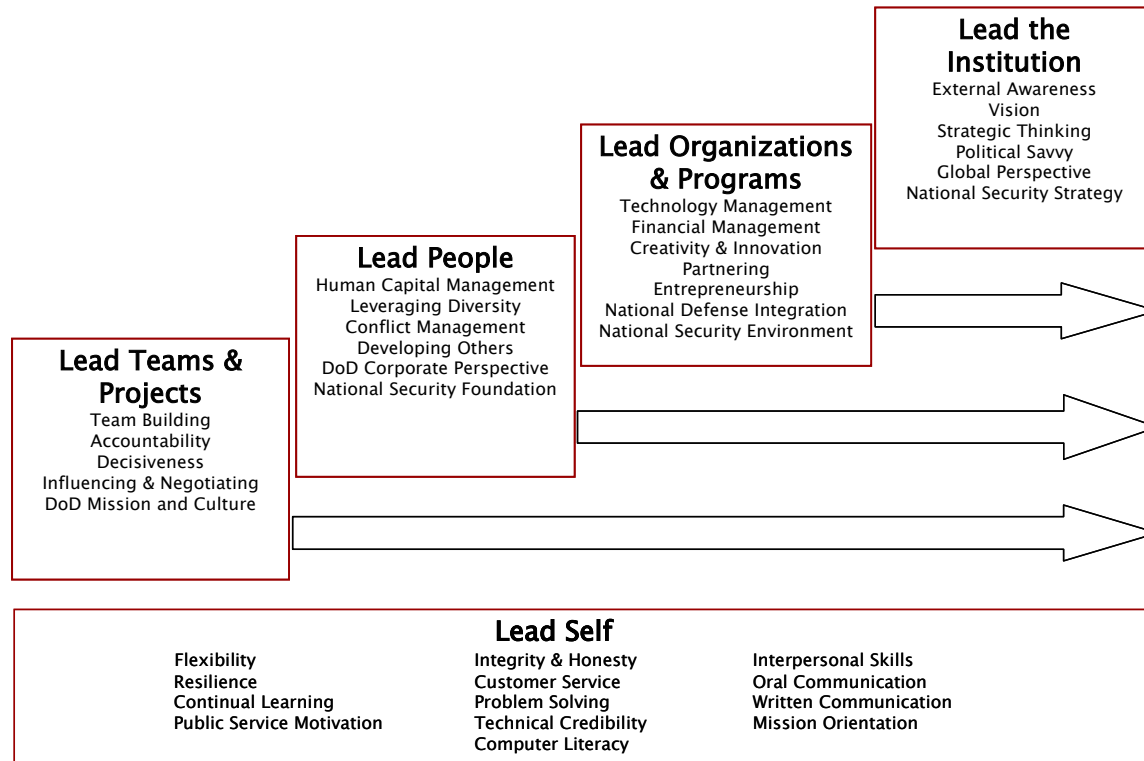 Lead the
Institution
External Awareness
Vision
Strategic Thinking
Political Savvy
Global Perspective
National Security Strategy
Lead Organizations
& Programs
Technology Management
Financial Management
Creativity & Innovation
Partnering
Entrepreneurship
National Defense Integration
National Security Environment
Lead People
Human Capital Management
Leveraging Diversity
Conflict Management
Developing Others
DoD Corporate Perspective
National Security Foundation
Lead Teams &
Projects
Team Building
Accountability
Decisiveness
Influencing & Negotiating
DoD Mission and Culture
Lead Self
Flexibility
Resilience
Continual Learning
Public Service Motivation
Integrity & Honesty
Customer Service
Problem Solving
Technical Credibility
Computer Literacy
Interpersonal Skills
Oral Communication
Written Communication
Mission Orientation